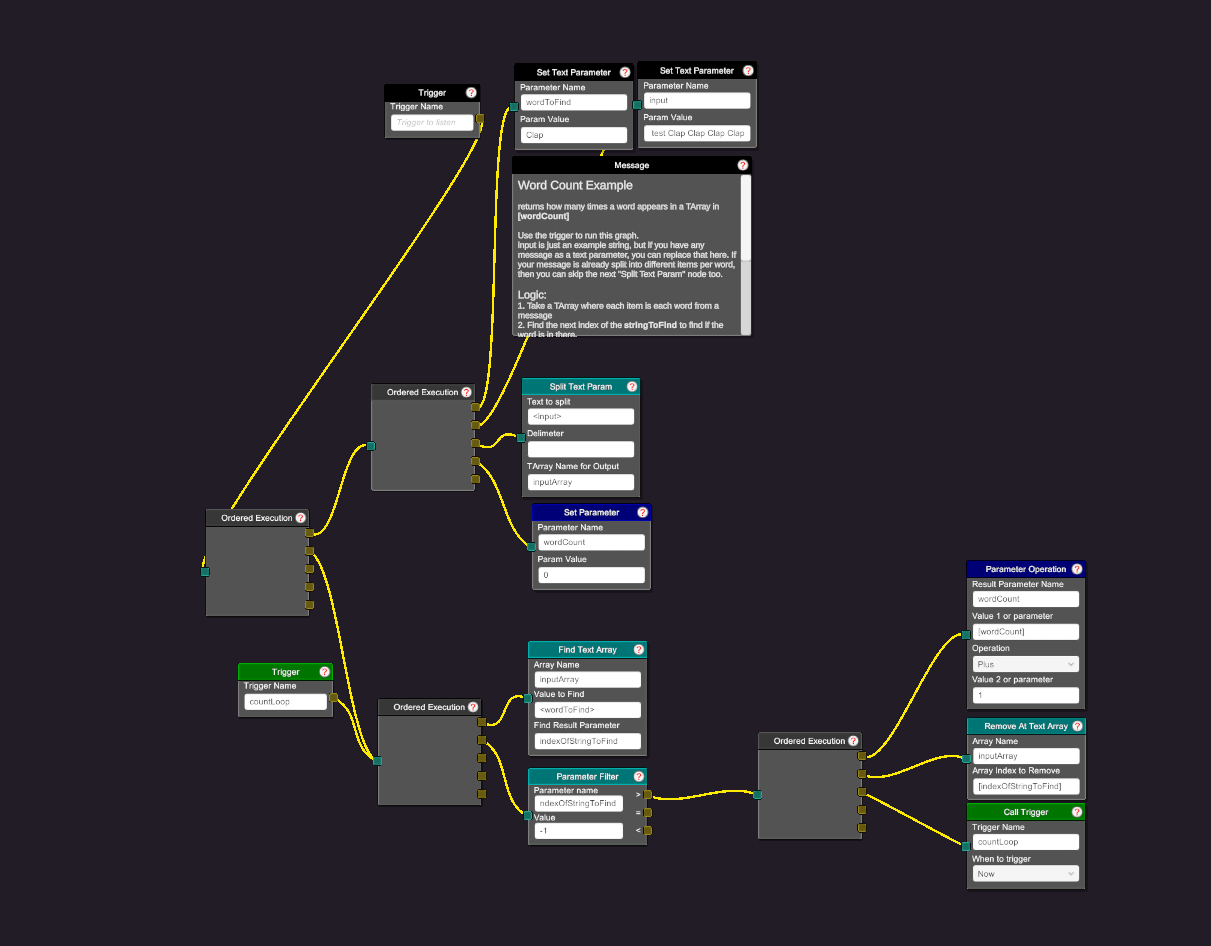 Trigger
Trigger Name
Trigger to listen
Set Text Parameter
Parameter Name
wordToFind
Param Value
Clap
Set Text Parameter
Parameter Name
input
Param Value
test Clap Clap Clap Clap
Message
Word Count Example
returns how many times a word appears in a TArray in
[wordCount]
Use the trigger to run this graph.
Input is just an example string, but if you have any
message as a text parameter, you can replace that here. If
your message is already split into different items per word,
then you can skip the next "Split Text Param" node too.
Logic:
1. Take a TArray where each item is each word from a
message
2. Find the next index of the stringToFind to find if the
word is in there.
Ordered Execution
Split Text Param
Text to split
<input>
Delimeter
TArray Name for Output
inputArray
Ordered Execution
Set Parameter
Parameter Name
wordCount
Param Value
0
Trigger
Trigger Name
countLoop
Ordered Execution
Find Text Array
Array Name
inputArray
Value to Find
<wordToFind>
Find Result Parameter
indexOfStringToFind
Parameter Filter
Parameter name
ndexOfStringToFind
Value
-1
>
=
<
Ordered Execution
Parameter Operation
Result Parameter Name
wordCount
Value 1 or parameter
[wordCount]
Operation
Plus
Value 2 or parameter
1
Remove At Text Array
Array Name
inputArray
Array Index to Remove
[indexOfStringToFind]
Call Trigger
Trigger Name
countLoop
When to trigger
Now